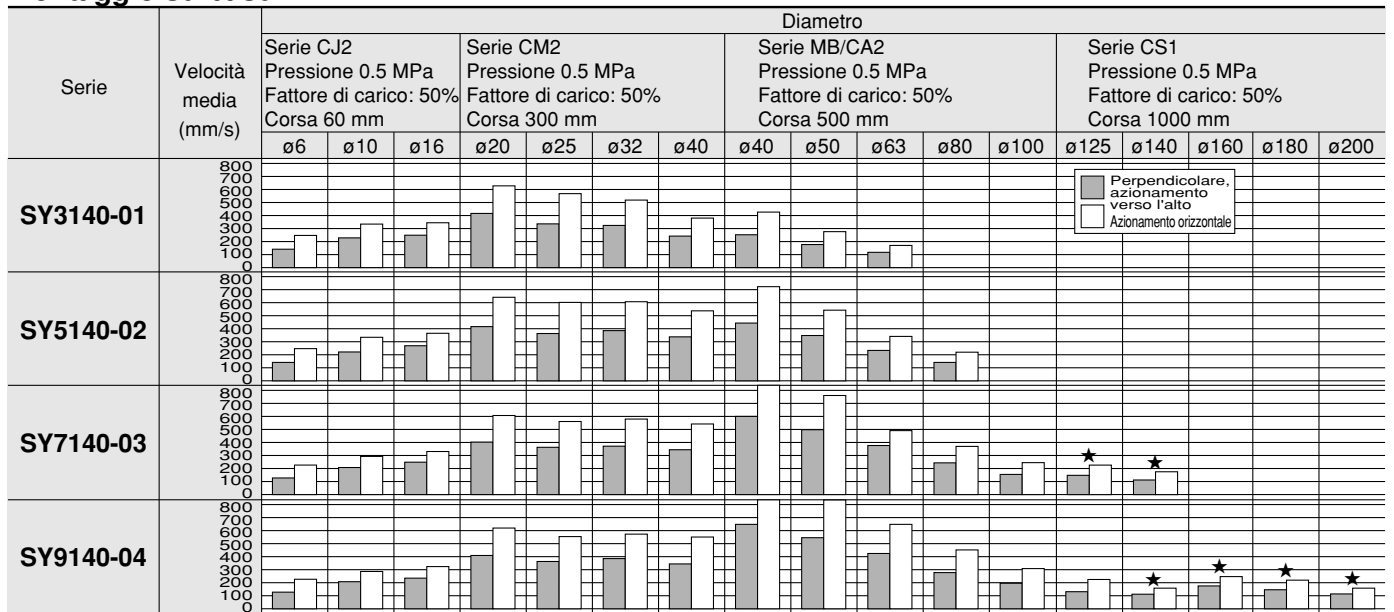 Diametro
Serie
Velocità
media
(mm/s)
Serie CJ2
Pressione 0.5 MPa
Fattore di carico: 50%
Corsa 60 mm
Serie CM2
Pressione 0.5 MPa
Fattore di carico: 50%
Corsa 300 mm
Serie MB/CA2
Pressione 0.5 MPa
Fattore di carico: 50%
Corsa 500 mm
Serie CS1
Pressione 0.5 MPa
Fattore di carico: 50%
Corsa 1000 mm
ø6 ø10 ø16 ø20 ø25 ø32 ø40 ø40 ø50 ø63 ø80 ø100 ø125 ø140 ø160 ø180 ø200
SY3140-01
800
700
600
500
400
300
200
100
0
Perpendicolare,
azionamento
verso l'alto
Azionamento orizzontale
SY5140-02
800
700
600
500
400
300
200
100
0
SY7140-03
800
700
600
500
400
300
200
100
0
★ ★
SY9140-04
800
700
600
500
400
300
200
100
0
★ ★ ★ ★